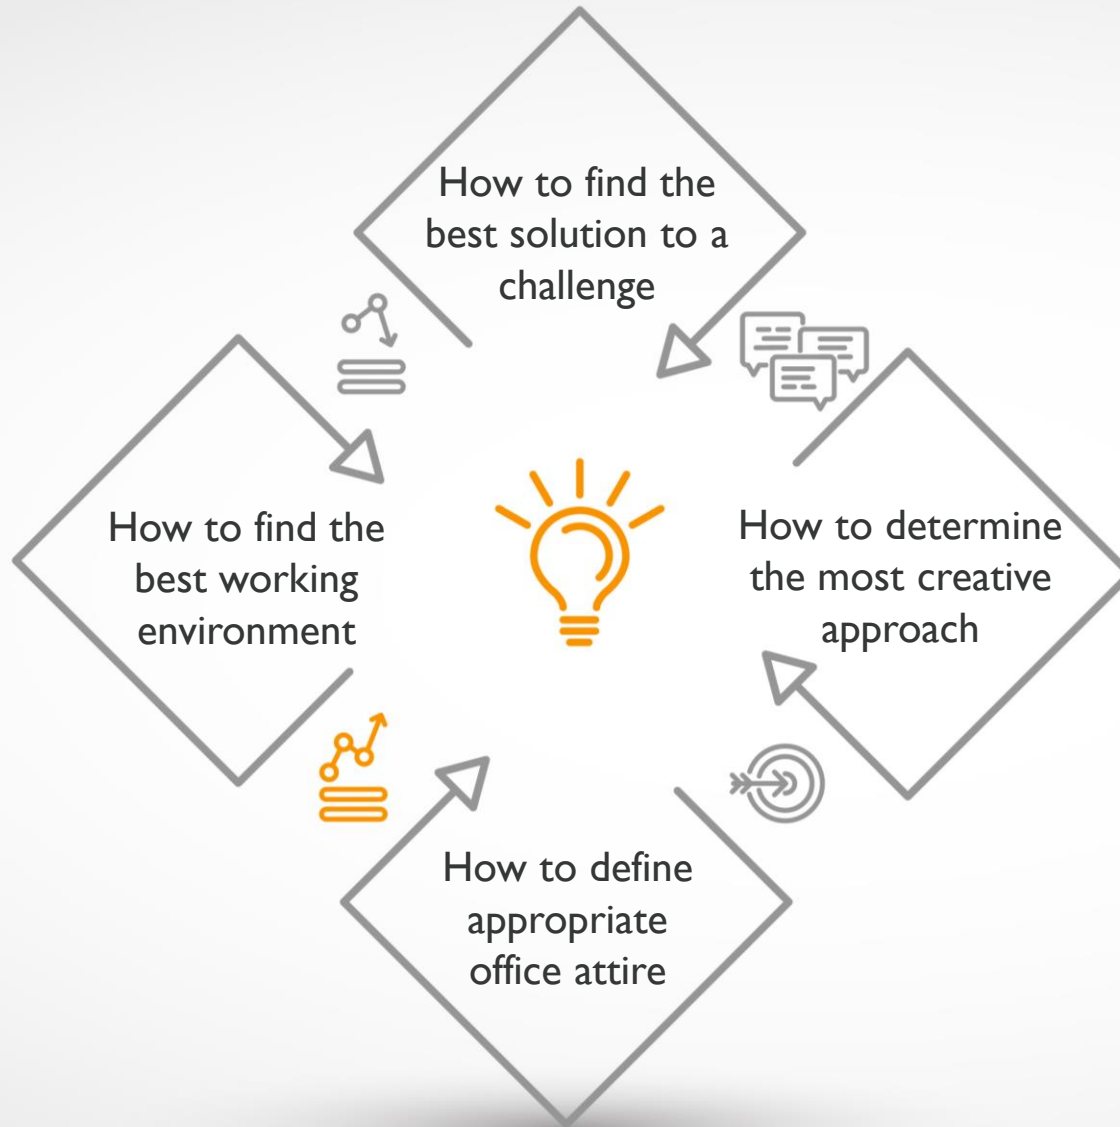 How to find the
best solution to a
challenge
How to find the
best working
environment
How to determine
the most creative
approach
How to define
appropriate
office attire